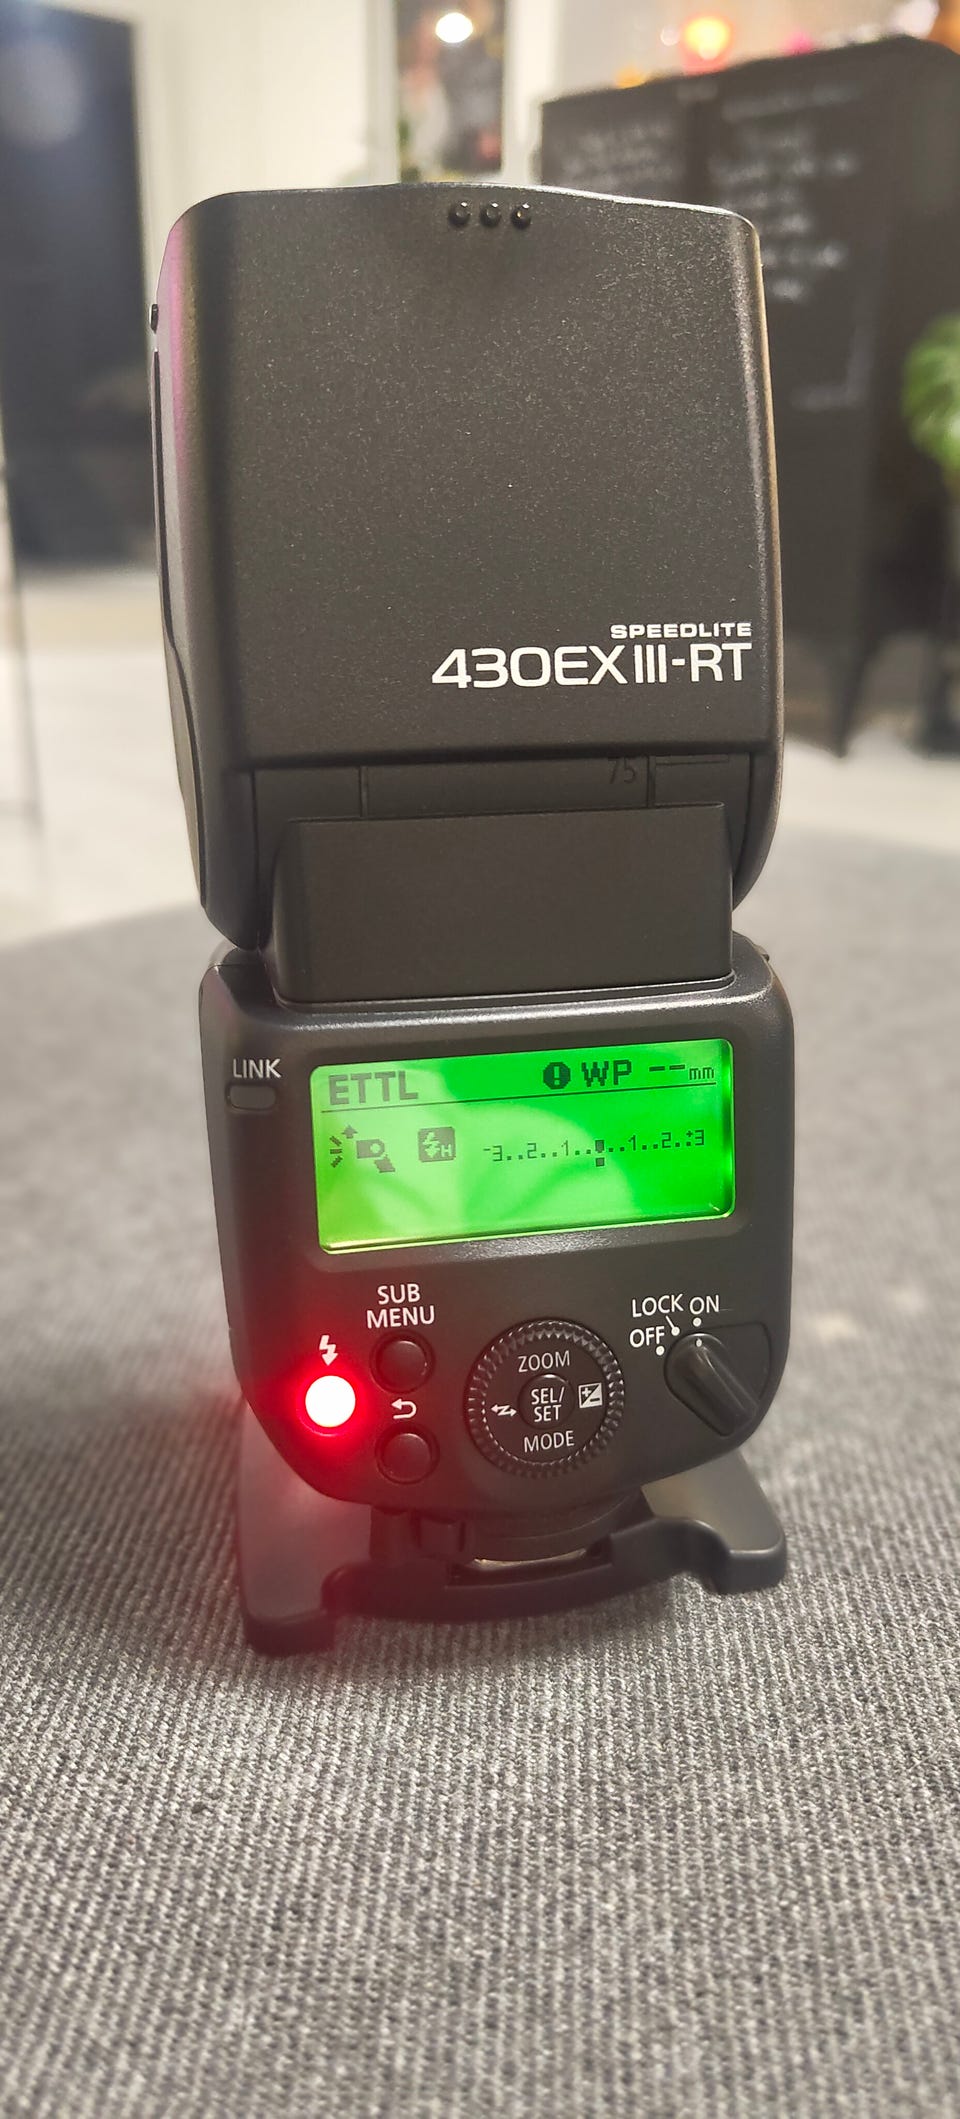 SPEEDLITE
430EX III-RT
75
LINK
ETTL WP --mm
H -3..2..1..▮..1..2..+3
SUB
MENU
LOCK ON
OFF
ZOOM
SEL/
SET
MODE